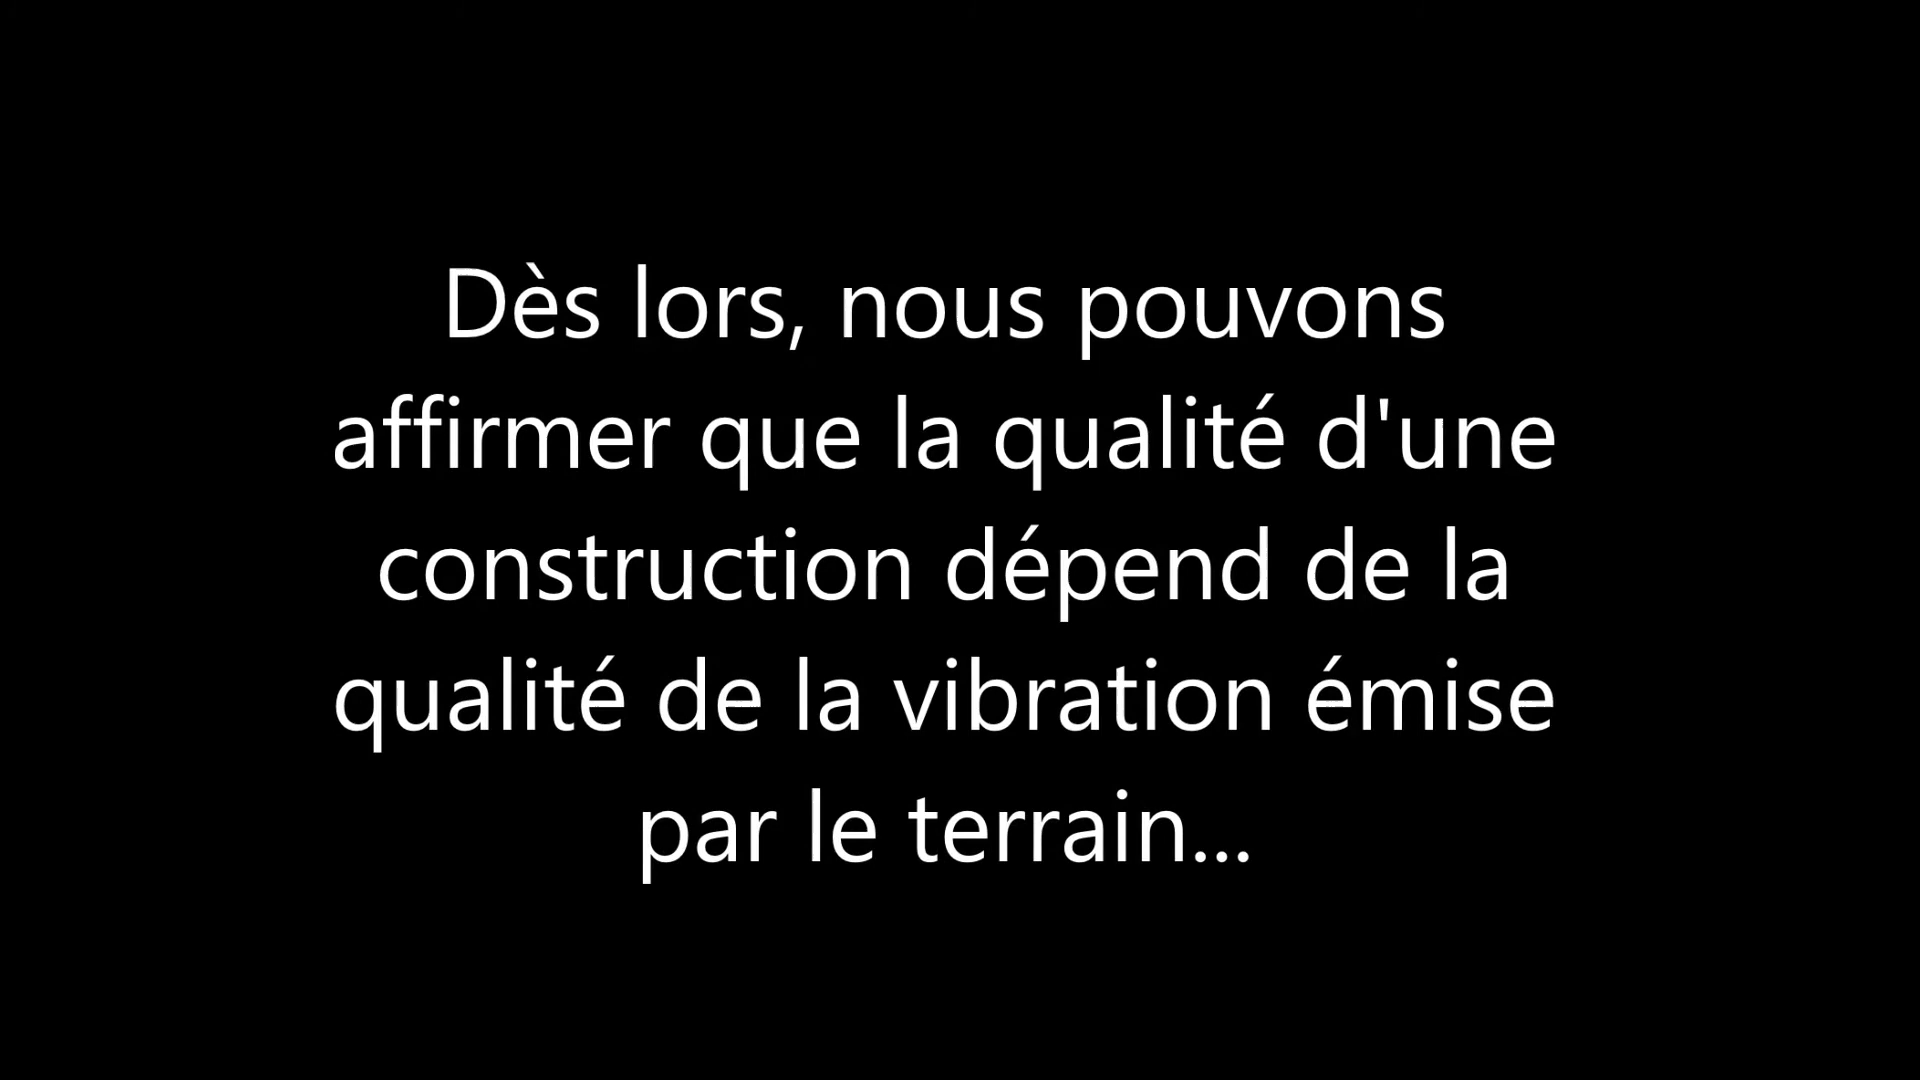 Dès lors, nous pouvons
affirmer que la qualité d'une
construction dépend de la
qualité de la vibration émise
par le terrain...